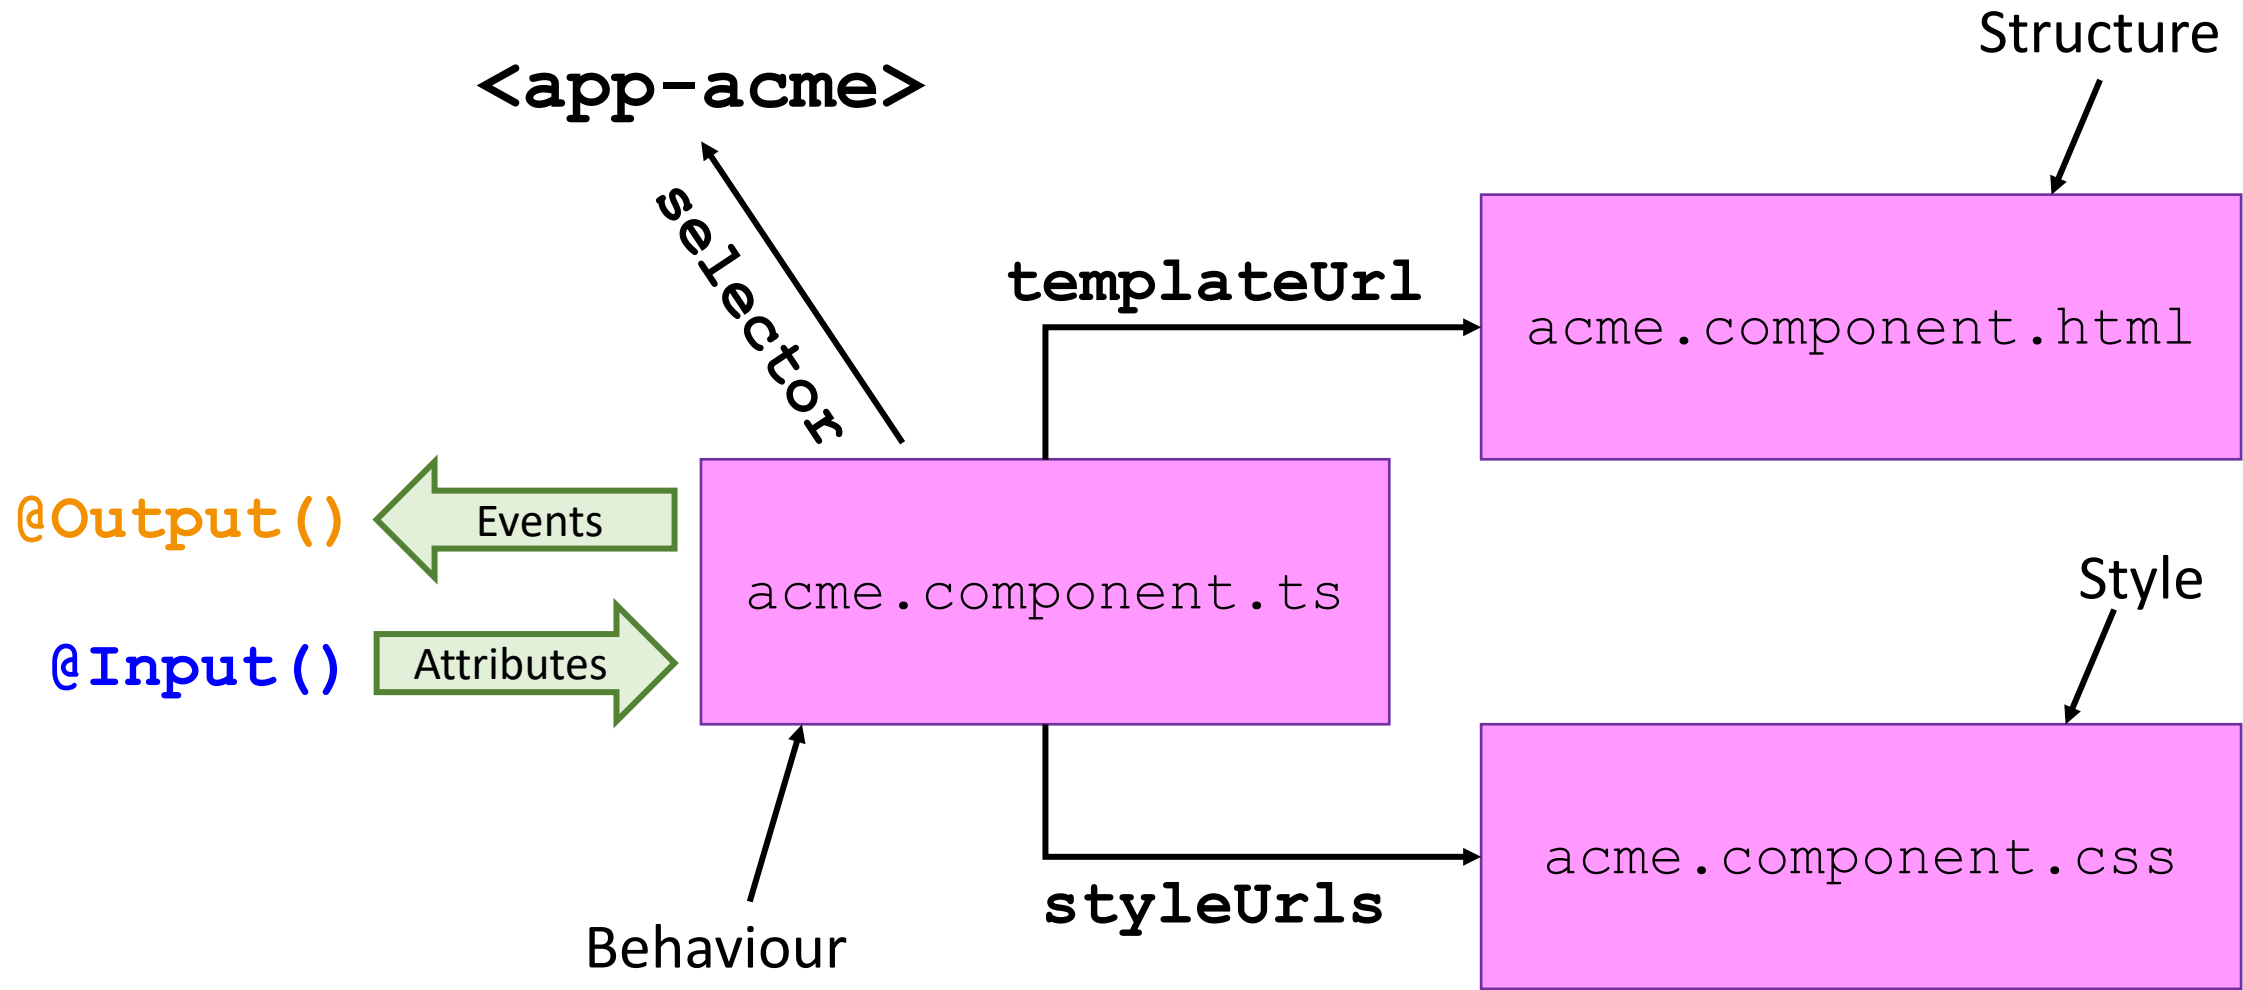 Structure
<app-acme>
selector
templateUrl
acme.component.html
@Output()
Events
acme.component.ts
Style
@Input()
Attributes
acme.component.css
styleUrls
Behaviour